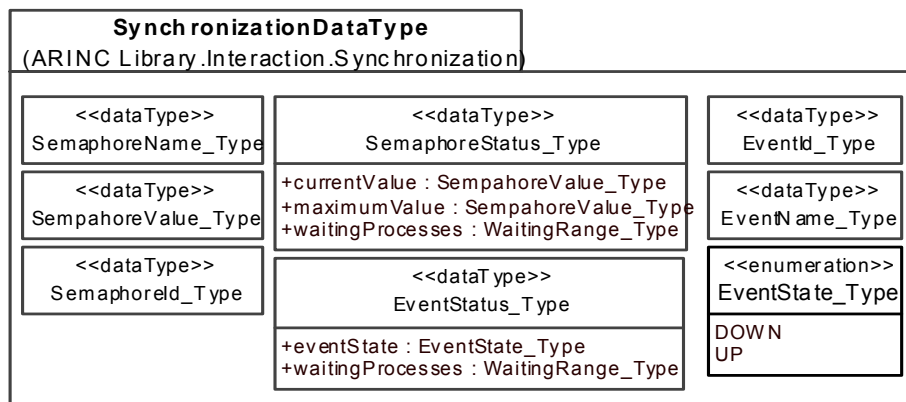 SynchronizationDataType
(ARINC Library.Interaction.Synchronization)
<<dataType>>
SemaphoreName_Type
<<dataType>>
SempahoreValue_Type
<<dataType>>
SemaphoreId_Type
<<dataType>>
SemaphoreStatus_Type
+currentValue : SempahoreValue_Type
+maximumValue : SempahoreValue_Type
+waitingProcesses : WaitingRange_Type
<<dataType>>
EventStatus_Type
+eventState : EventState_Type
+waitingProcesses : WaitingRange_Type
<<dataType>>
EventId_Type
<<dataType>>
EventName_Type
<<enumeration>>
EventState_Type
DOWN
UP